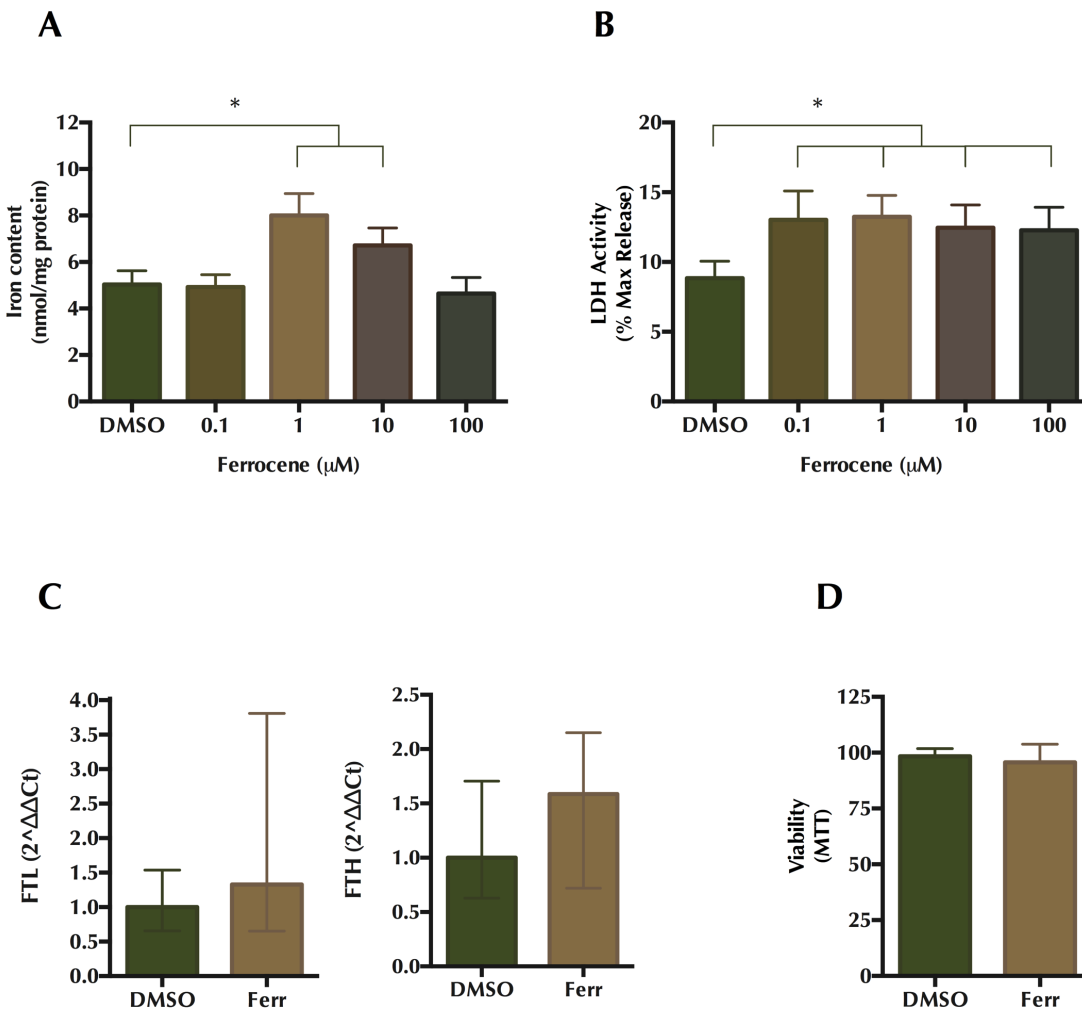 A
B
*
Iron content
(nmol/mg protein)
12
10
8
6
4
2
0
DMSO 0.1 1 10 100
Ferrocene (μM)
*
LDH Activity
(% Max Release)
20
15
10
5
0
DMSO 0.1 1 10 100
Ferrocene (μM)
C
D
FTL (2^ΔΔCt)
4.0
3.5
3.0
2.5
2.0
1.5
1.0
0.5
0.0
DMSO Ferr
FTH (2^ΔΔCt)
2.5
2.0
1.5
1.0
0.5
0.0
DMSO Ferr
Viability
(MTT)
125
100
75
50
25
0
DMSO Ferr